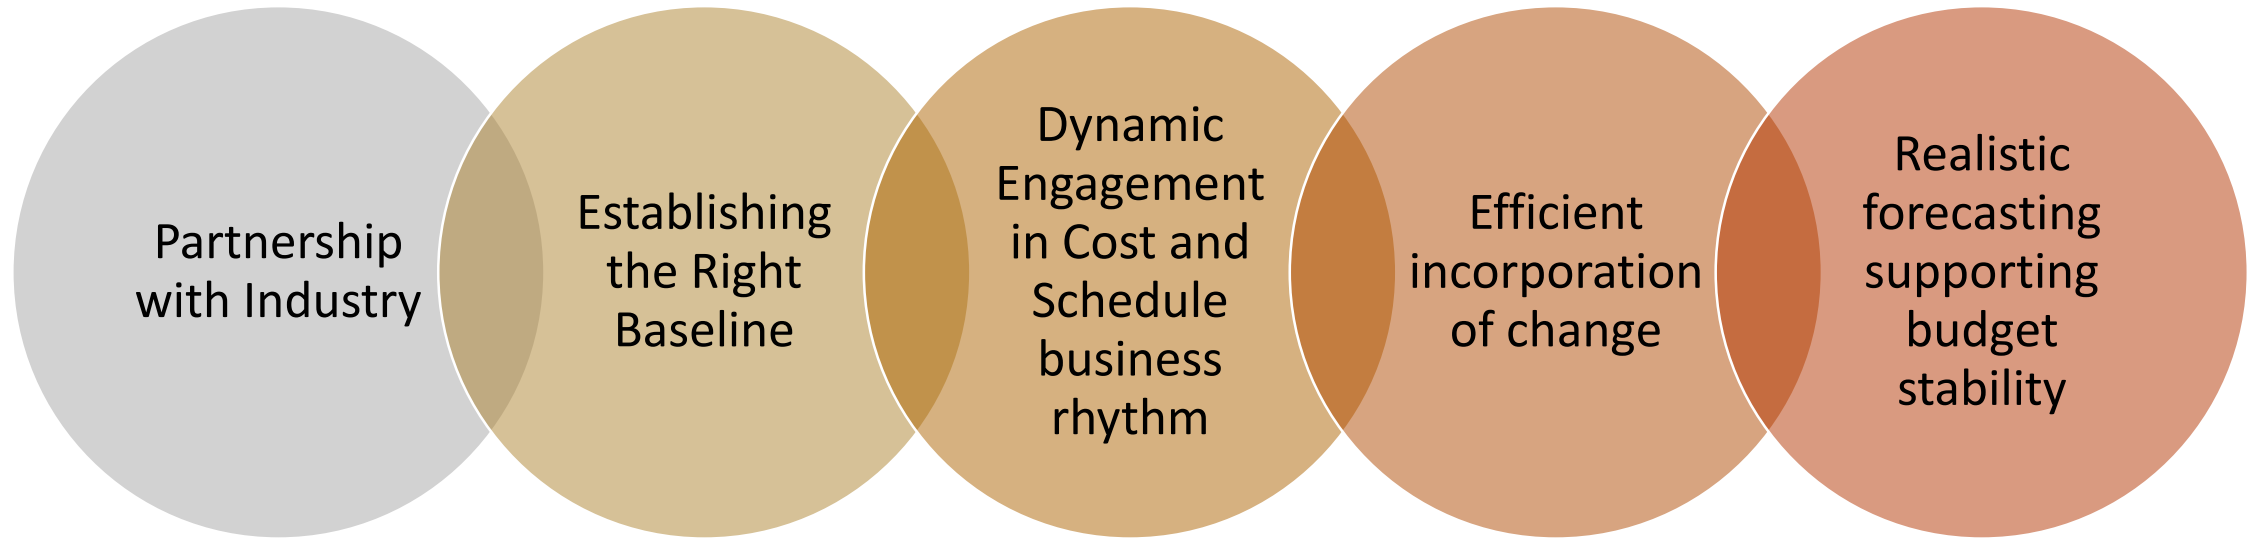 Partnership
with Industry
Establishing
the Right
Baseline
Dynamic
Engagement
in Cost and
Schedule
business
rhythm
Efficient
incorporation
of change
Realistic
forecasting
supporting
budget
stability